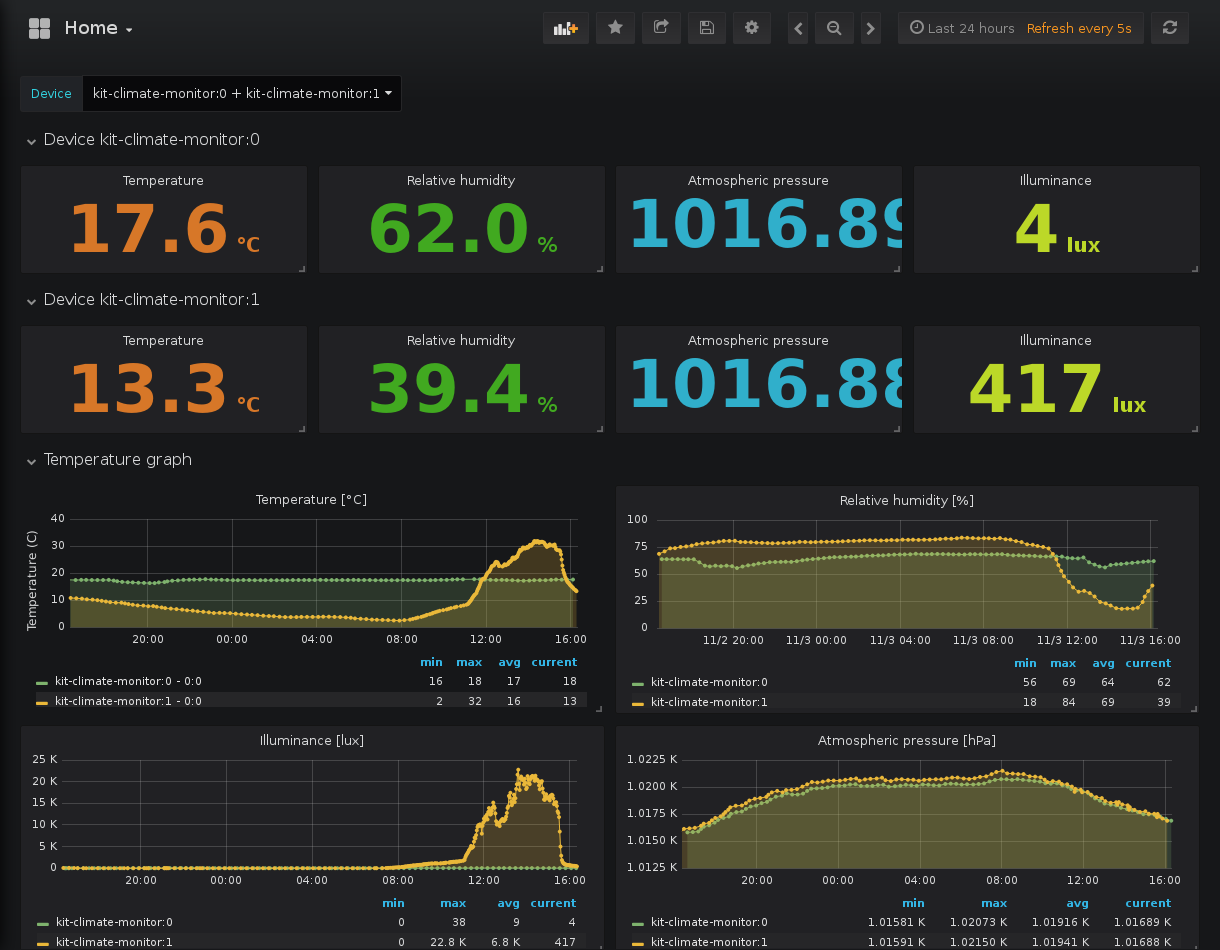 Home
Last 24 hours Refresh every 5s
Device kit-climate-monitor:0 + kit-climate-monitor:1
Device kit-climate-monitor:0
Temperature Relative humidity Atmospheric pressure Illuminance
17.6 °C 62.0 % 1016.89 4 lux
Device kit-climate-monitor:1
Temperature Relative humidity Atmospheric pressure Illuminance
13.3 °C 39.4 % 1016.88 417 lux
Temperature graph
Temperature [°C]
Temperature (C)
40
30
20
10
0
20:00 00:00 04:00 08:00 12:00 16:00
min max avg current
kit-climate-monitor:0 - 0:0 16 18 17 18
kit-climate-monitor:1 - 0:0 2 32 16 13
Relative humidity [%]
100
75
50
25
0
11/2 20:00 11/3 00:00 11/3 04:00 11/3 08:00 11/3 12:00 11/3 16:00
min max avg current
kit-climate-monitor:0 56 69 64 62
kit-climate-monitor:1 18 84 69 39
Illuminance [lux]
25 K
20 K
15 K
10 K
5 K
0
20:00 00:00 04:00 08:00 12:00 16:00
min max avg current
kit-climate-monitor:0 0 38 9 4
kit-climate-monitor:1 0 22.8 K 6.8 K 417
Atmospheric pressure [hPa]
1.0225 K
1.0200 K
1.0175 K
1.0150 K
1.0125 K
20:00 00:00 04:00 08:00 12:00 16:00
min max avg current
kit-climate-monitor:0 1.01581 K 1.02073 K 1.01916 K 1.01689 K
kit-climate-monitor:1 1.01591 K 1.02150 K 1.01941 K 1.01688 K